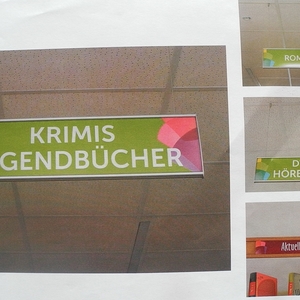 KRIMIS
GENDBÜCHER
ROM
D
HÖRE
Aktuell